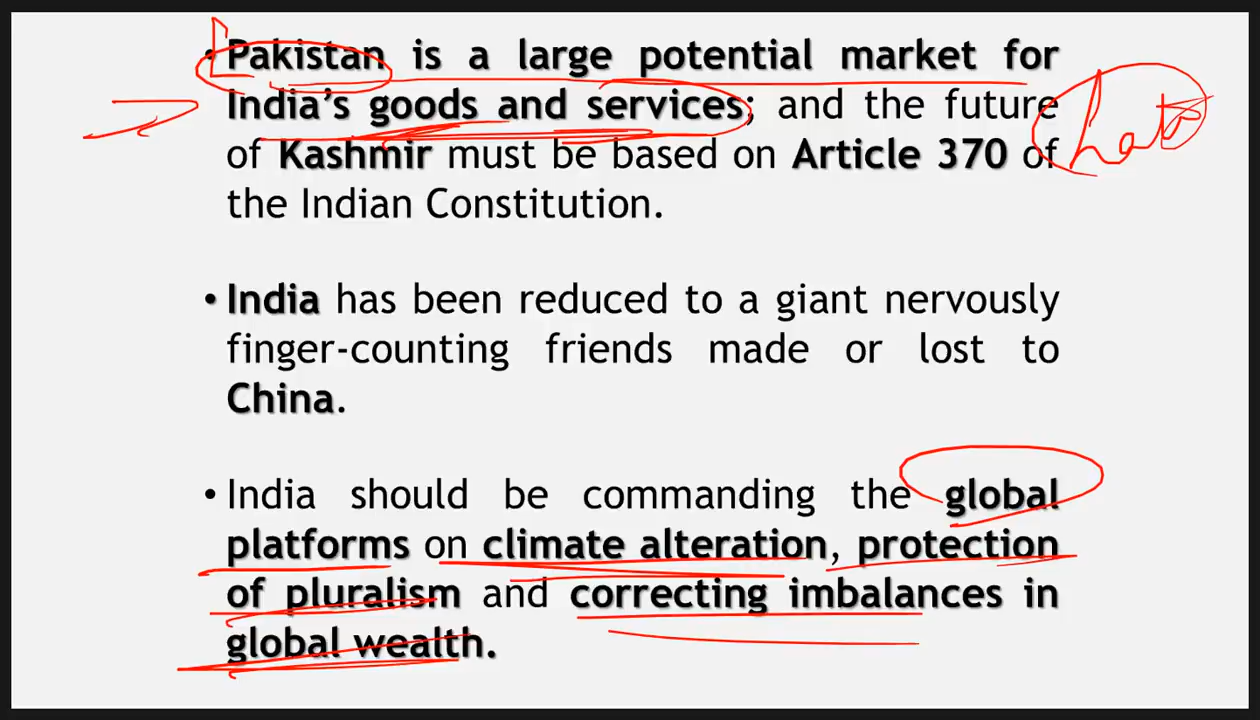 • Pakistan is a large potential market for
India's goods and services; and the future
of Kashmir must be based on Article 370 of
the Indian Constitution.
• India has been reduced to a giant nervously
finger-counting friends made or lost to
China.
• India should be commanding the global
platforms on climate alteration, protection
of pluralism and correcting imbalances in
global wealth.